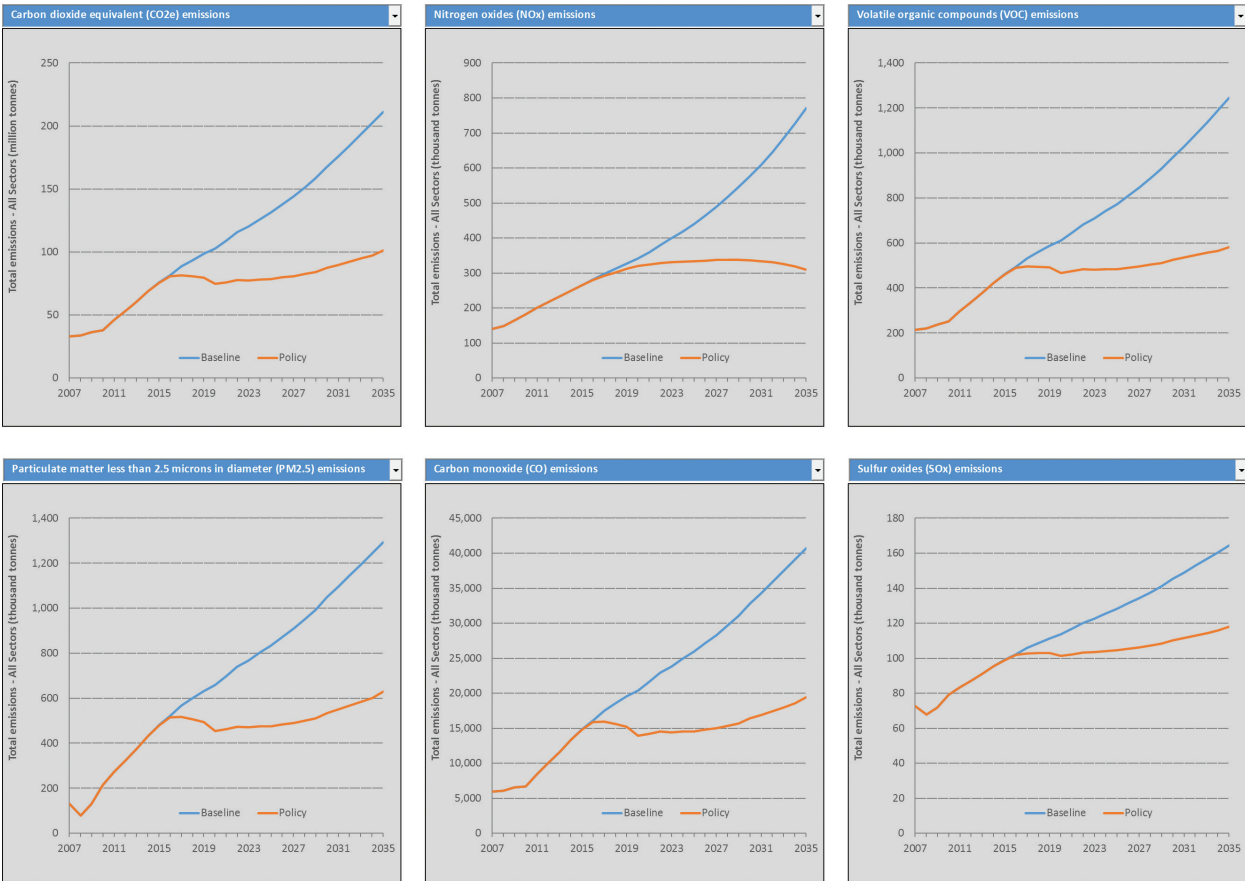 Carbon dioxide equivalent (CO2e) emissions
Total emissions - All Sectors (million tonnes)
250
200
150
100
50
0
Baseline Policy
2007 2011 2015 2019 2023 2027 2031 2035
Nitrogen oxides (NOx) emissions
Total emissions - All Sectors (thousand tonnes)
900
800
700
600
500
400
300
200
100
0
Baseline Policy
2007 2011 2015 2019 2023 2027 2031 2035
Volatile organic compounds (VOC) emissions
Total emissions - All Sectors (thousand tonnes)
1,400
1,200
1,000
800
600
400
200
0
Baseline Policy
2007 2011 2015 2019 2023 2027 2031 2035
Particulate matter less than 2.5 microns in diameter (PM2.5) emissions
Total emissions - All Sectors (thousand tonnes)
1,400
1,200
1,000
800
600
400
200
0
Baseline Policy
2007 2011 2015 2019 2023 2027 2031 2035
Carbon monoxide (CO) emissions
Total emissions - All Sectors (thousand tonnes)
45,000
40,000
35,000
30,000
25,000
20,000
15,000
10,000
5,000
0
Baseline Policy
2007 2011 2015 2019 2023 2027 2031 2035
Sulfur oxides (SOx) emissions
Total emissions - All Sectors (thousand tonnes)
180
160
140
120
100
80
60
40
20
0
Baseline Policy
2007 2011 2015 2019 2023 2027 2031 2035